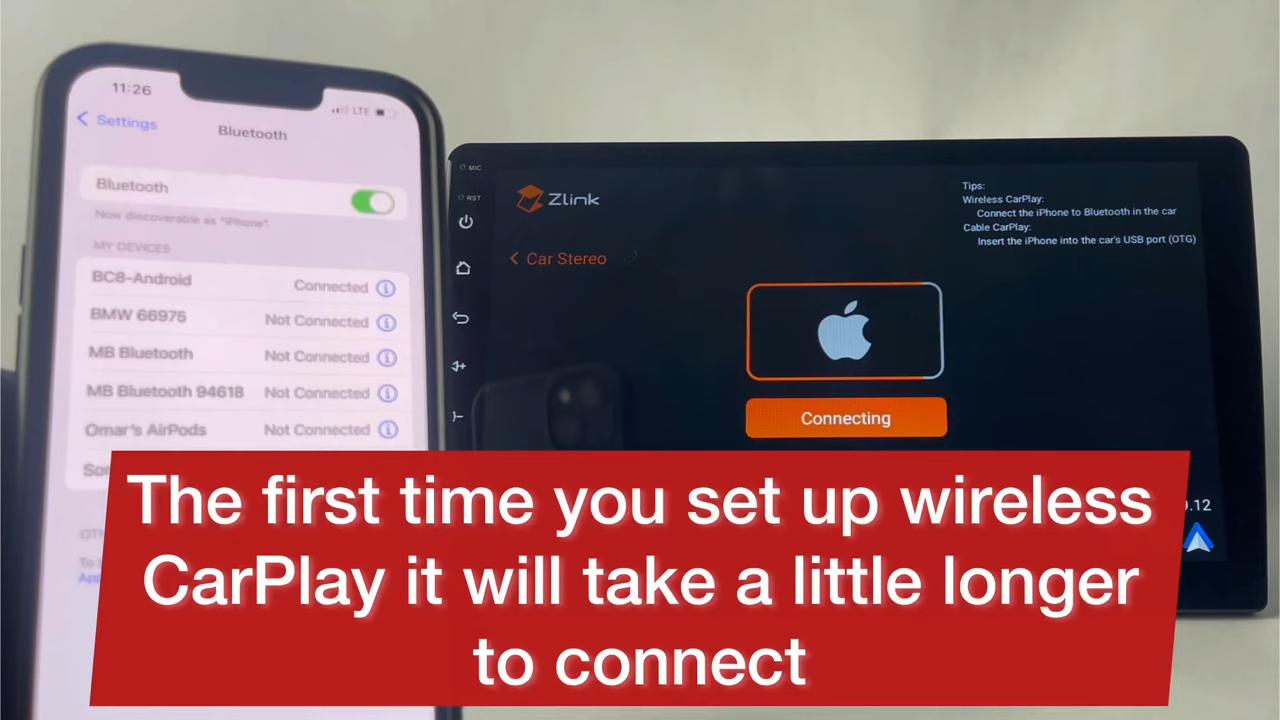 11:26
LTE
Settings
Bluetooth
Bluetooth
Now discoverable as "iPhone".
MY DEVICES
BC8-Android Connected
BMW 66975 Not Connected
MB Bluetooth Not Connected
MB Bluetooth 94618 Not Connected
Omar's AirPods Not Connected
MIC
RST
Zlink
Car Stereo
Tips:
Wireless CarPlay:
Connect the iPhone to Bluetooth in the car
Cable CarPlay:
Insert the iPhone into the car's USB port (OTG)
Connecting
The first time you set up wireless
CarPlay it will take a little longer
to connect